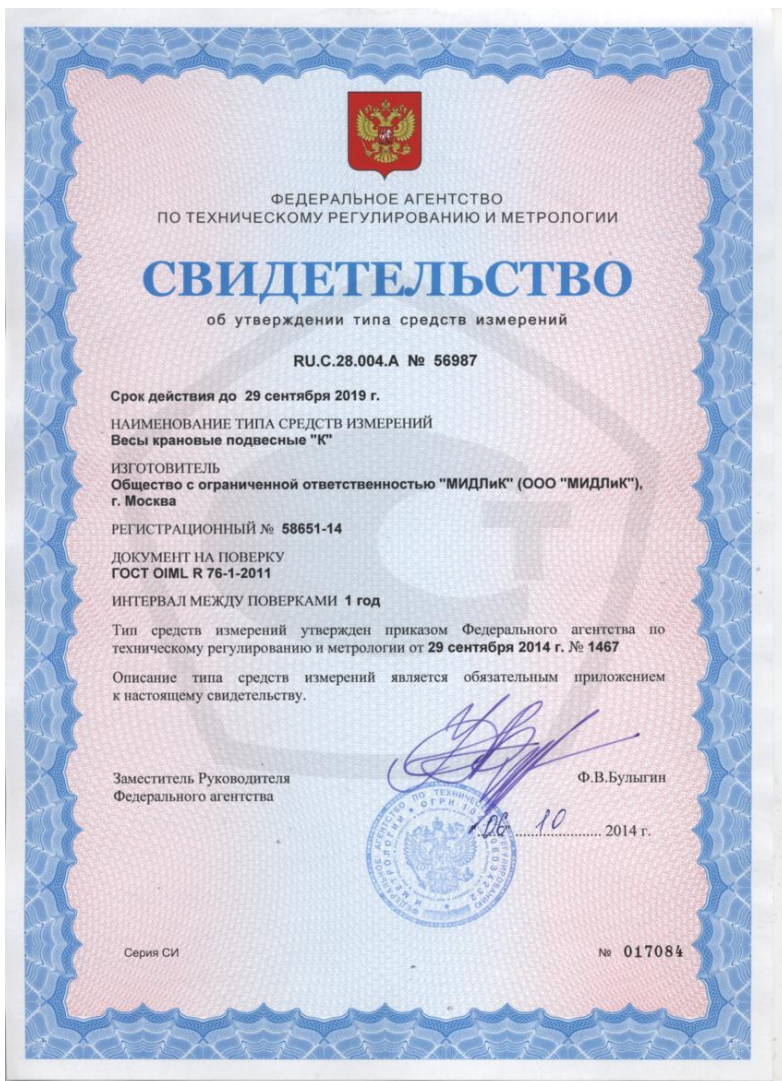 ФЕДЕРАЛЬНОЕ АГЕНТСТВО
ПО ТЕХНИЧЕСКОМУ РЕГУЛИРОВАНИЮ И МЕТРОЛОГИИ
СВИДЕТЕЛЬСТВО
об утверждении типа средств измерений
RU.C.28.004.A № 56987
Срок действия до 29 сентября 2019 г.
НАИМЕНОВАНИЕ ТИПА СРЕДСТВ ИЗМЕРЕНИЙ
Весы крановые подвесные "К"
ИЗГОТОВИТЕЛЬ
Общество с ограниченной ответственностью "МИДЛиК" (ООО "МИДЛиК"),
г. Москва
РЕГИСТРАЦИОННЫЙ № 58651-14
ДОКУМЕНТ НА ПОВЕРКУ
ГОСТ OIML R 76-1-2011
ИНТЕРВАЛ МЕЖДУ ПОВЕРКАМИ 1 год
Тип средств измерений утвержден приказом Федерального агентства по
техническому регулированию и метрологии от 29 сентября 2014 г. № 1467
Описание типа средств измерений является обязательным приложением
к настоящему свидетельству.
Заместитель Руководителя
Федерального агентства
Ф.В.Булыгин
"06" 10 2014 г.
Серия СИ
№ 017084